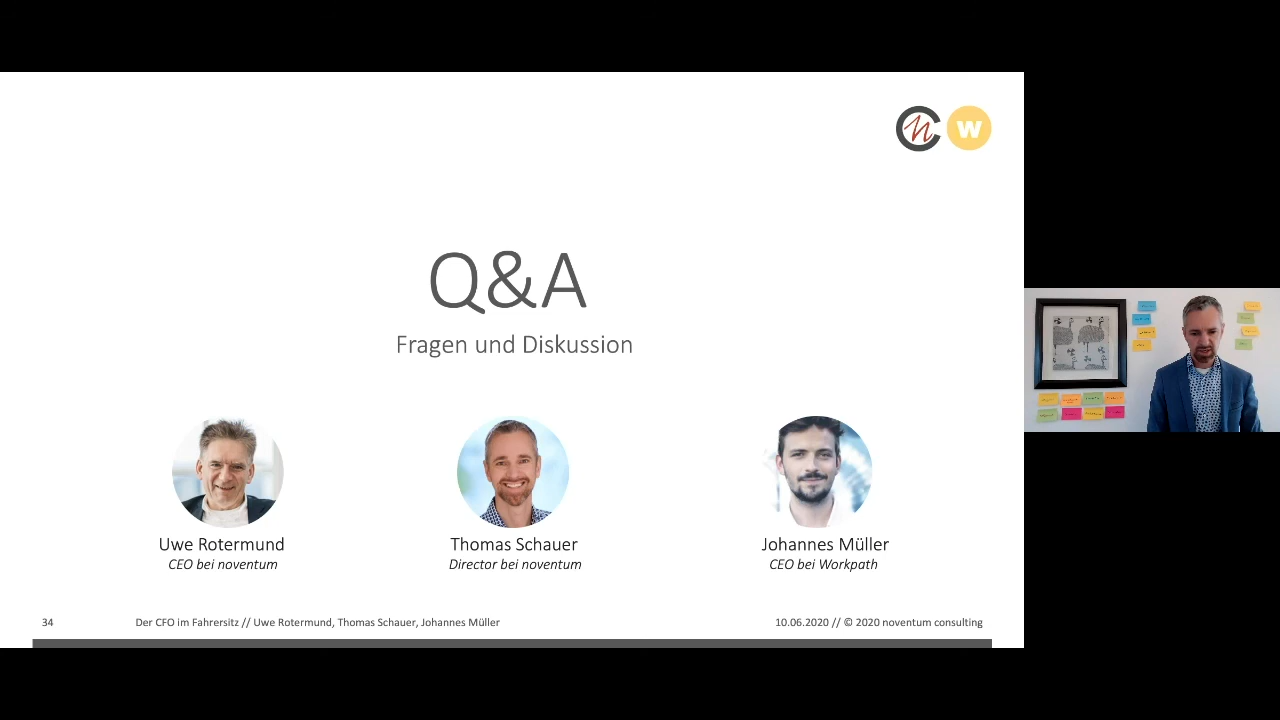 W
Q&A
Fragen und Diskussion
Uwe Rotermund
CEO bei noventum
Thomas Schauer
Director bei noventum
Johannes Müller
CEO bei Workpath
34
Der CFO im Fahrersitz // Uwe Rotermund, Thomas Schauer, Johannes Müller
10.06.2020 // © 2020 noventum consulting